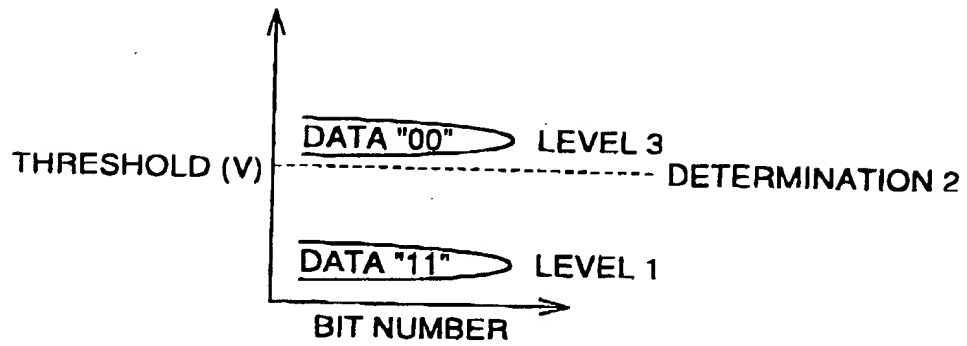 DATA "00" LEVEL 3
THRESHOLD (V) DETERMINATION 2
DATA "11" LEVEL 1
BIT NUMBER